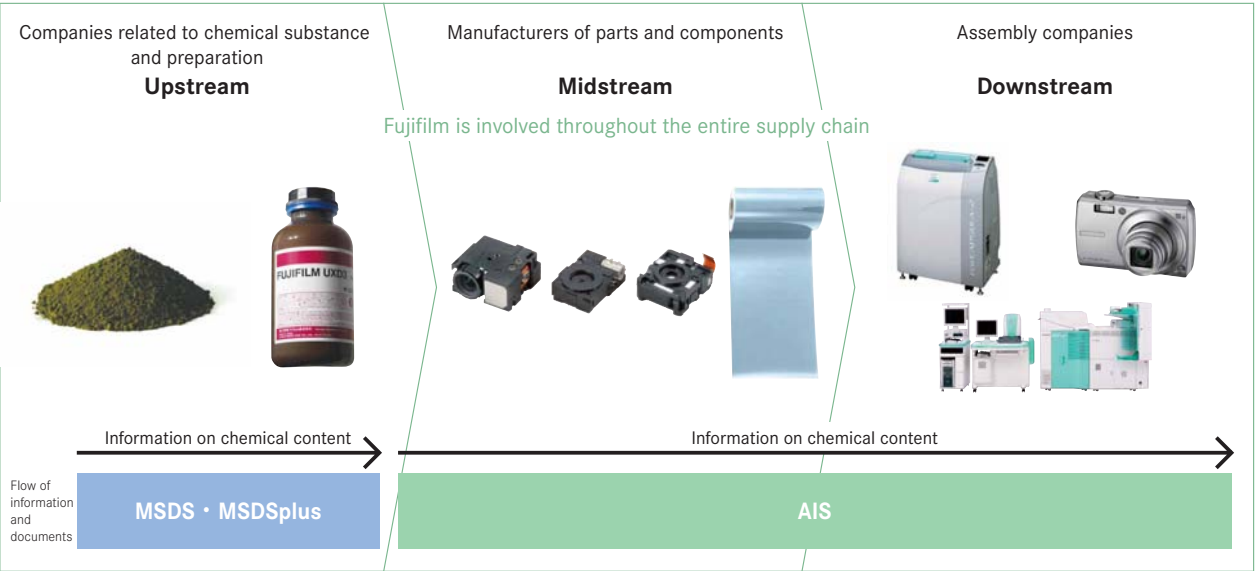 Companies related to chemical substance
and preparation
Upstream
Manufacturers of parts and components
Midstream
Assembly companies
Downstream
Fujifilm is involved throughout the entire supply chain
FUJIFILM UXD3
Information on chemical content
Information on chemical content
Flow of
information
and
documents
MSDS・MSDSplus
AIS